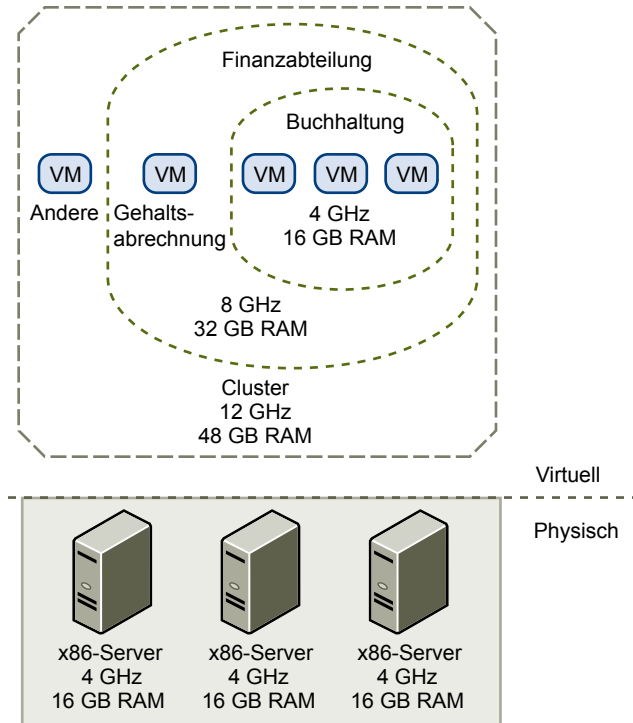 Finanzabteilung
Buchhaltung
VM
VM
VM VM VM
Andere
Gehalts-
abrechnung
4 GHz
16 GB RAM
8 GHz
32 GB RAM
Cluster
12 GHz
48 GB RAM
Virtuell
Physisch
x86-Server
4 GHz
16 GB RAM
x86-Server
4 GHz
16 GB RAM
x86-Server
4 GHz
16 GB RAM